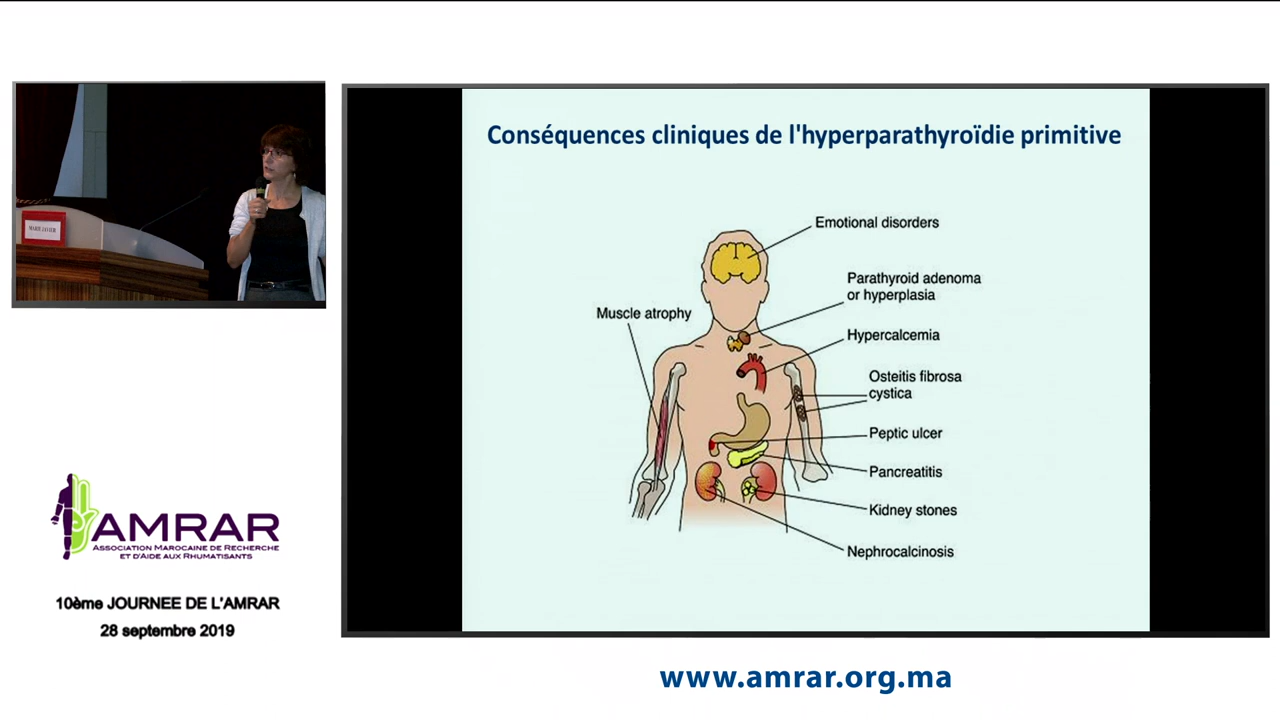 Conséquences cliniques de l'hyperparathyroïdie primitive
Emotional disorders
Parathyroid adenoma
or hyperplasia
Muscle atrophy
Hypercalcemia
Osteitis fibrosa
cystica
Peptic ulcer
Pancreatitis
Kidney stones
Nephrocalcinosis
AMRAR
ASSOCIATION MAROCAINE DE RECHERCHE
ET D'AIDE AUX RHUMATISANTS
10ème JOURNEE DE L'AMRAR
28 septembre 2019
www.amrar.org.ma